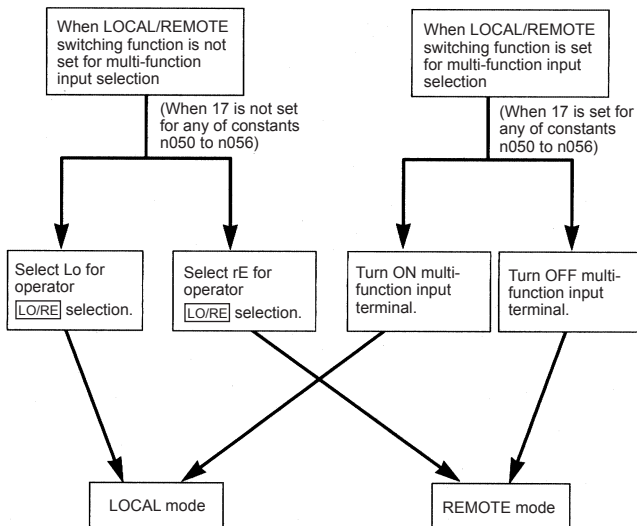 When LOCAL/REMOTE
switching function is not
set for multi-function
input selection
When LOCAL/REMOTE
switching function is set
for multi-function input
selection
(When 17 is not set
for any of constants
n050 to n056)
(When 17 is set for
any of constants
n050 to n056)
Select Lo for
operator
LO/RE selection.
Select rE for
operator
LO/RE selection.
Turn ON multi-
function input
terminal.
Turn OFF multi-
function input
terminal.
LOCAL mode
REMOTE mode